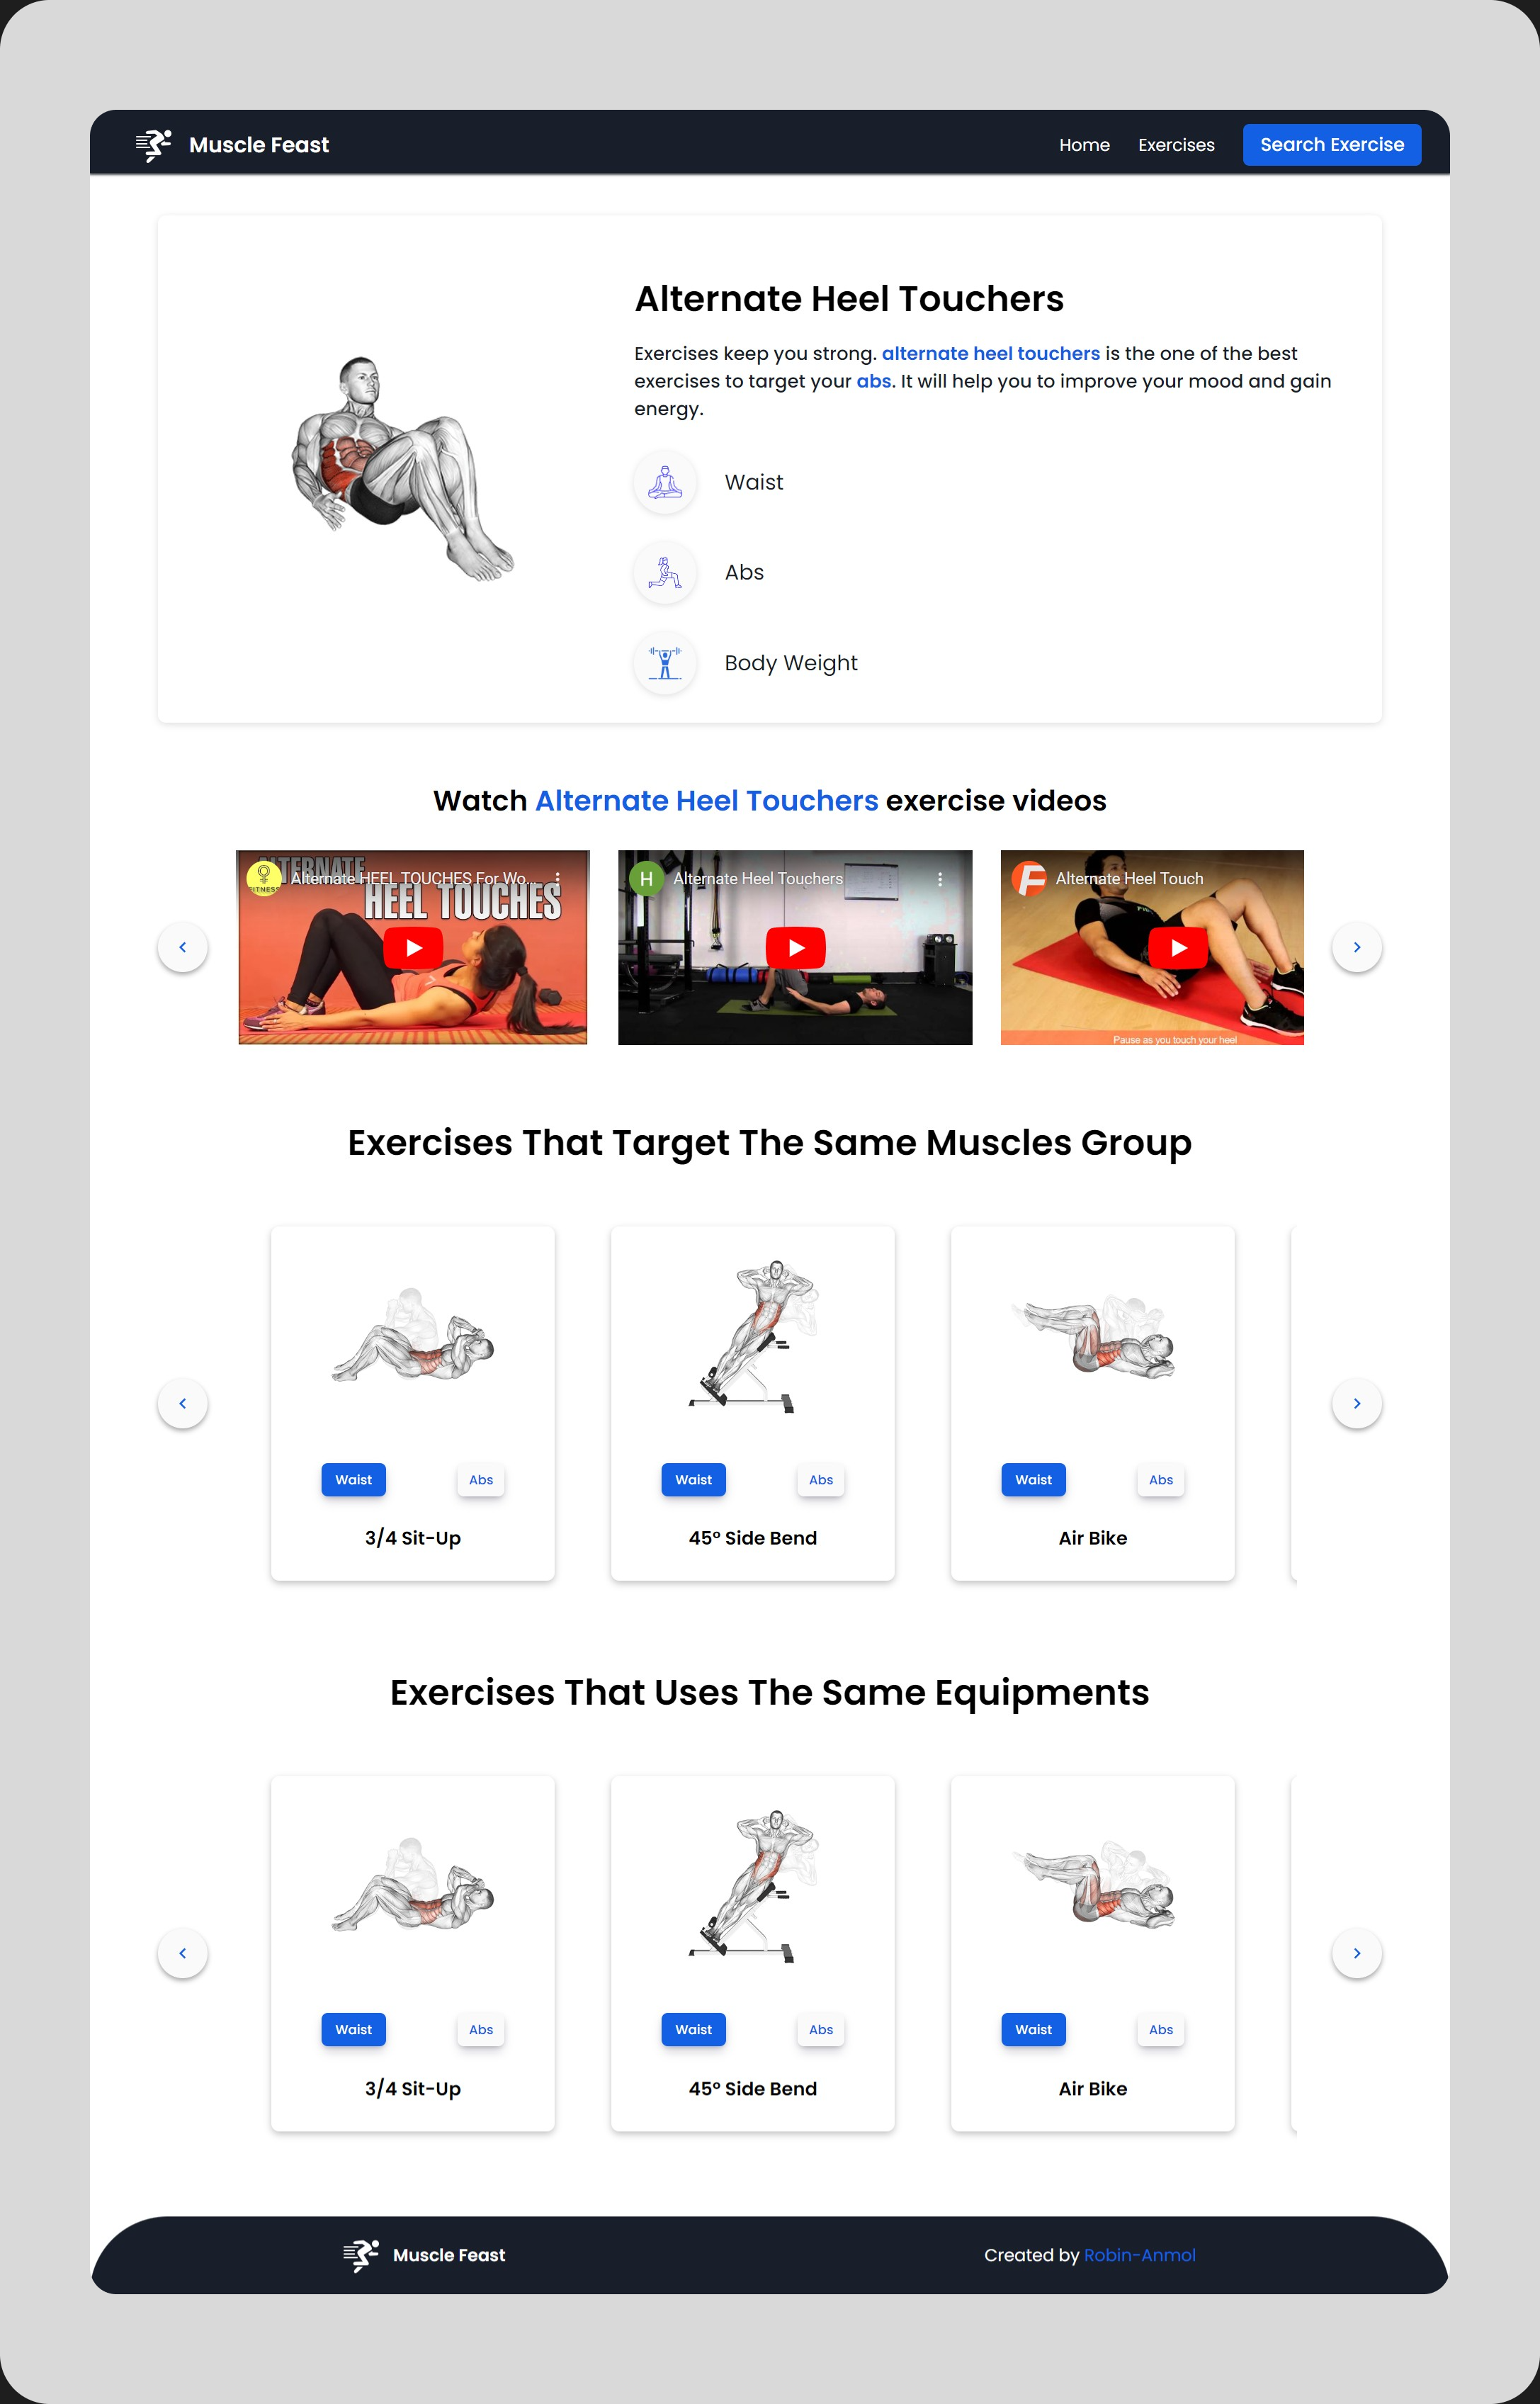 Muscle Feast
Home
Exercises
Search Exercise
Alternate Heel Touchers
Exercises keep you strong. alternate heel touchers is the one of the best
exercises to target your abs. It will help you to improve your mood and gain
energy.
Waist
Abs
Body Weight
Watch Alternate Heel Touchers exercise videos
ALTERNATE
FITNESS
Alternate HEEL TOUCHES For Wo...
HEEL TOUCHES
H
Alternate Heel Touchers
F
Alternate Heel Touch
Pause as you touch your heel
Exercises That Target The Same Muscles Group
Waist
Abs
3/4 Sit-Up
Waist
Abs
45° Side Bend
Waist
Abs
Air Bike
Exercises That Uses The Same Equipments
Waist
Abs
3/4 Sit-Up
Waist
Abs
45° Side Bend
Waist
Abs
Air Bike
Muscle Feast
Created by Robin-Anmol